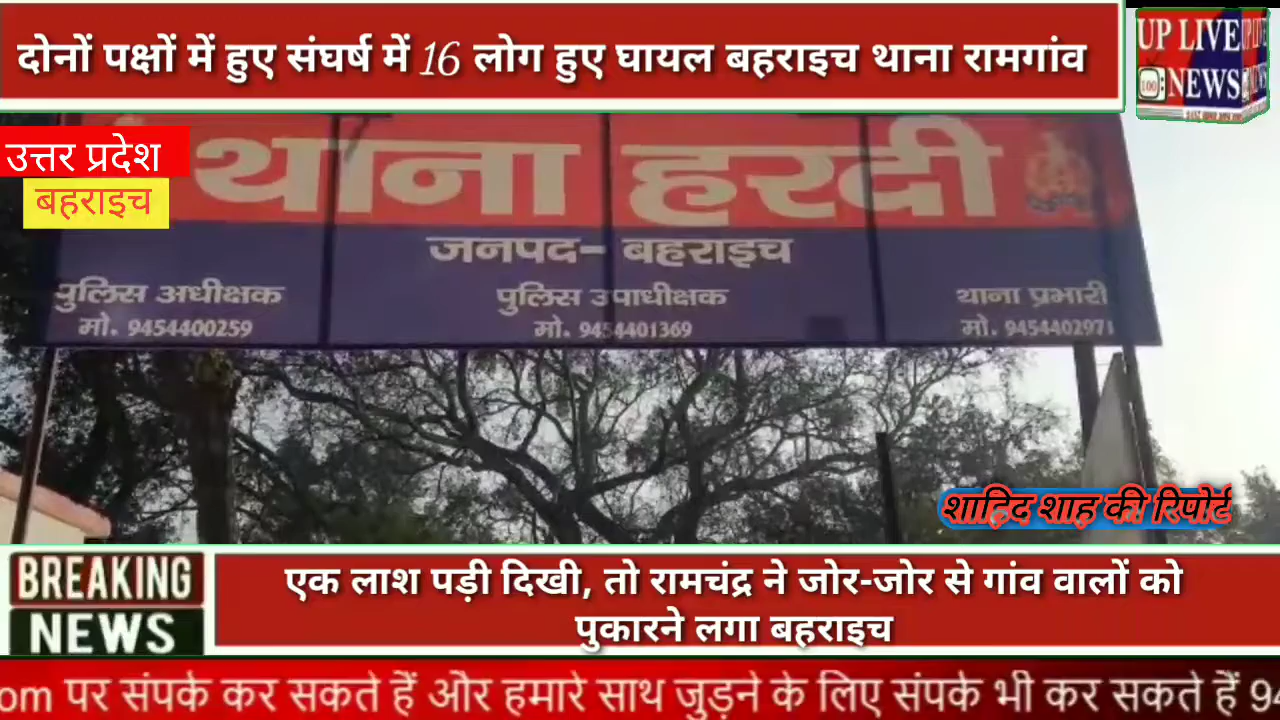 दोनों पक्षों में हुए संघर्ष में 16 लोग हुए घायल बहराइच थाना रामगांव
UP LIVE
NEWS
उत्तर प्रदेश
बहराइच
थाना हरदी
जनपद- बहराइच
पुलिस अधीक्षक
मो. 9454400259
पुलिस उपाधीक्षक
मो. 9454401369
थाना प्रभारी
मो. 9454402971
शाहिद शाह की रिपोर्ट
BREAKING
NEWS
एक लाश पड़ी दिखी, तो रामचंद्र ने जोर-जोर से गांव वालों को
पुकारने लगा बहराइच
om पर संपर्क कर सकते हैं और हमारे साथ जुड़ने के लिए संपर्क भी कर सकते हैं 94